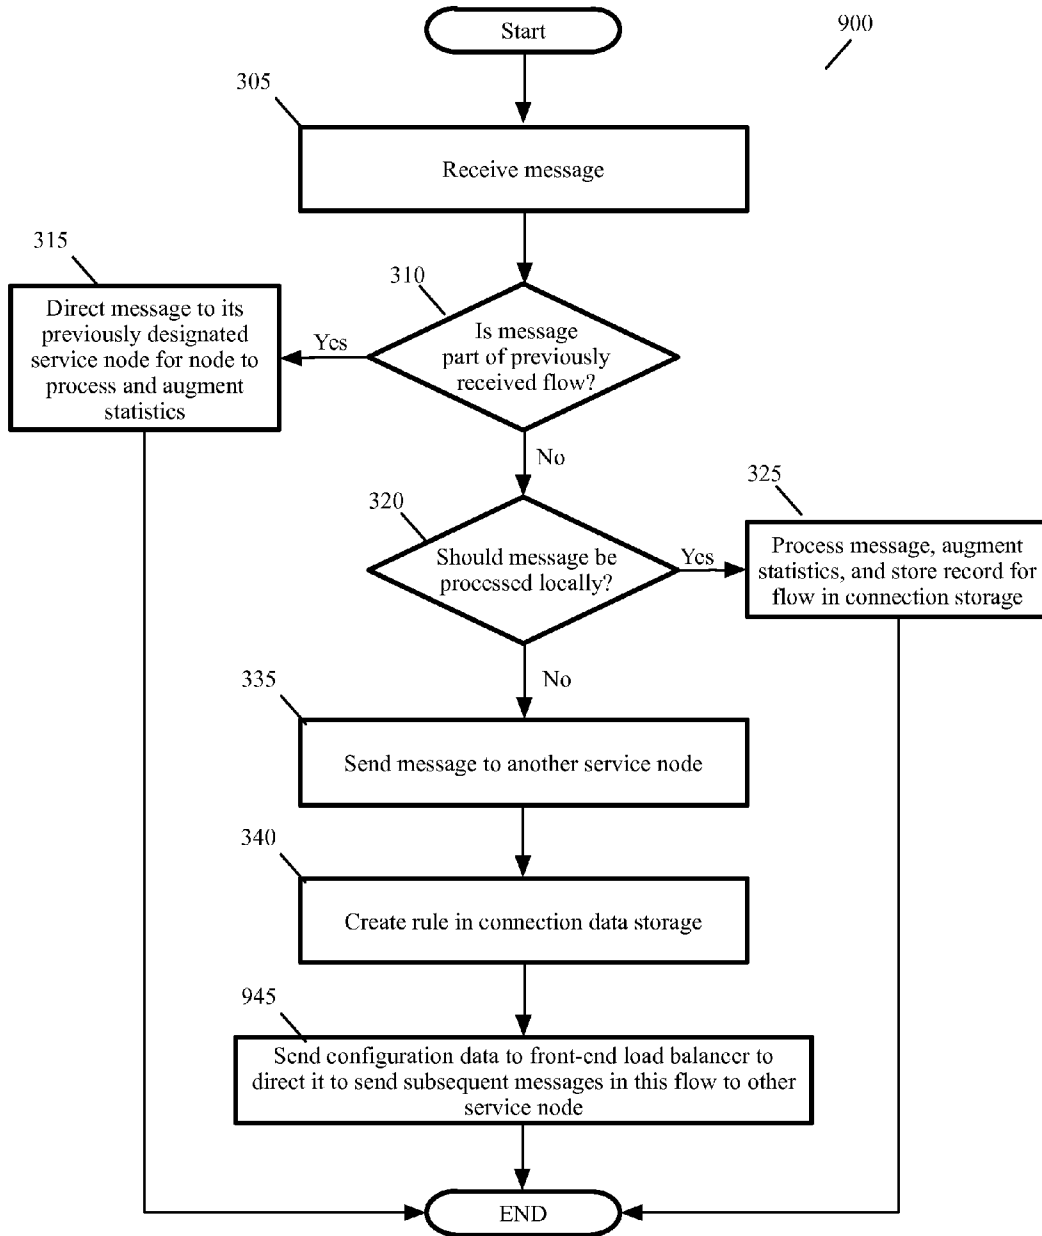 Start
900
305
Receive message
315
310
Direct message to its
previously designated
service node for node to
process and augment
statistics
Yes
Is message
part of previously
received flow?
No
325
320
Should message be
processed locally?
Yes
Process message, augment
statistics, and store record for
flow in connection storage
No
335
Send message to another service node
340
Create rule in connection data storage
945
Send configuration data to front-end load balancer to
direct it to send subsequent messages in this flow to other
service node
END